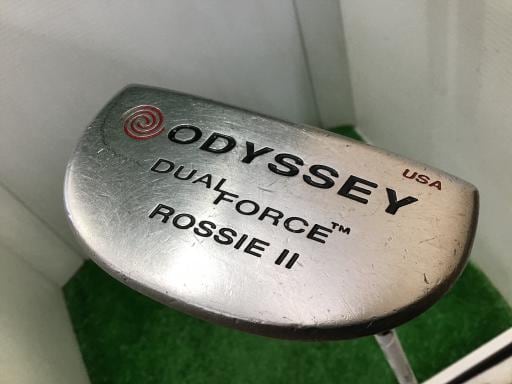 ODYSSEY USA
DUAL FORCE™
ROSSIE II